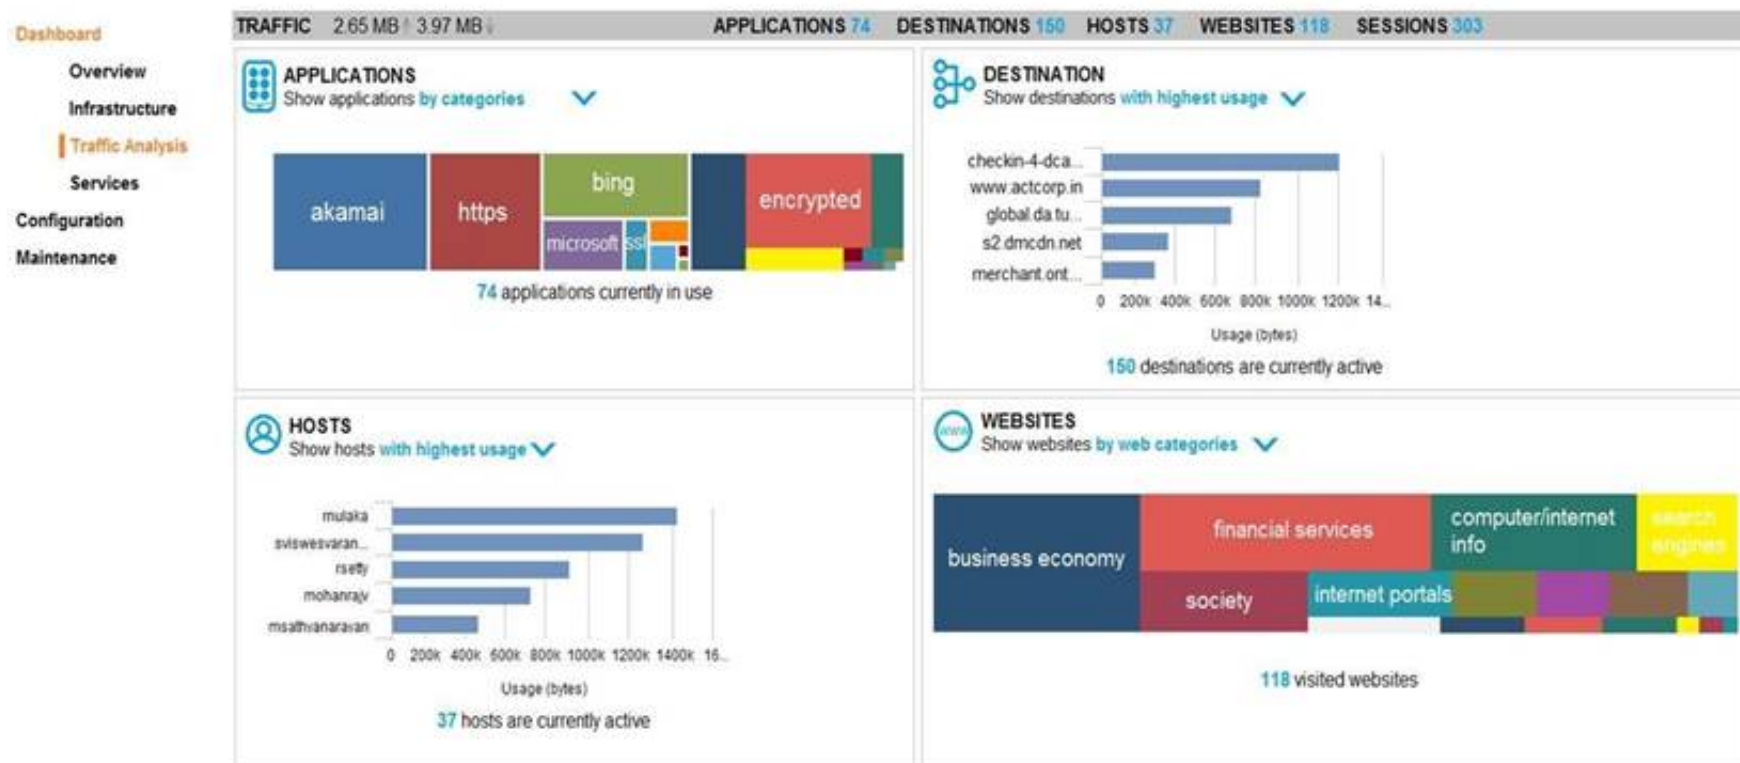 Dashboard
Overview
Infrastructure
Traffic Analysis
Services
Configuration
Maintenance
TRAFFIC 2.65 MB 3.97 MB APPLICATIONS 74 DESTINATIONS 150 HOSTS 37 WEBSITES 118 SESSIONS 303
APPLICATIONS
Show applications by categories
akamai
https
bing
microsoft
ssl
encrypted
74 applications currently in use
DESTINATION
Show destinations with highest usage
checkin-4-dca...
www.actcorp.in
global.da.tu...
s2.dmcdn.net
merchant.ont...
0 200k 400k 600k 800k 1000k 1200k 14...
Usage (bytes)
150 destinations are currently active
HOSTS
Show hosts with highest usage
mulaka
sviswesvaran...
rsetty
mohanrajv
msathyanarayan
0 200k 400k 600k 800k 1000k 1200k 1400k 16...
Usage (bytes)
37 hosts are currently active
WEBSITES
www
Show websites by web categories
business economy
financial services
computer/internet
info
search
engines
society
internet portals
118 visited websites